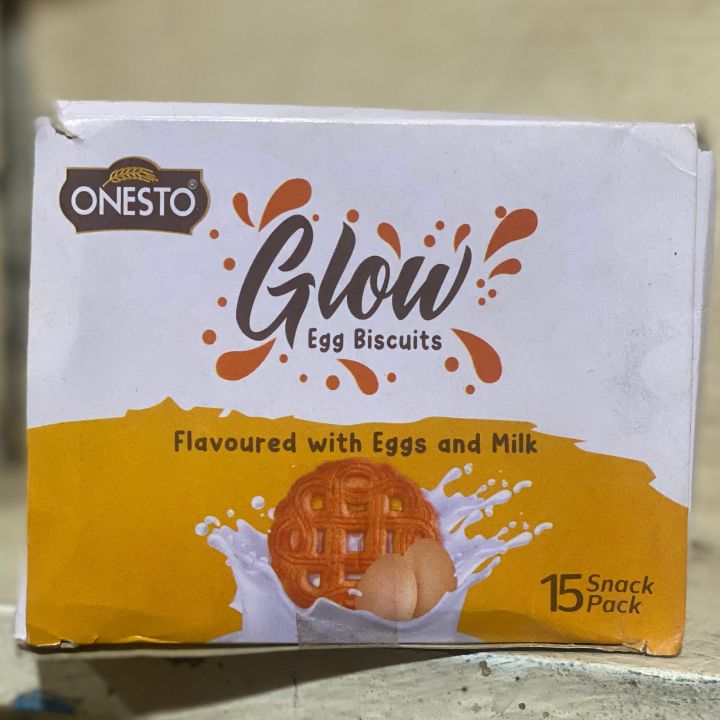 ONESTO®
Glow
Egg Biscuits
Flavoured with Eggs and Milk
15 Snack
Pack